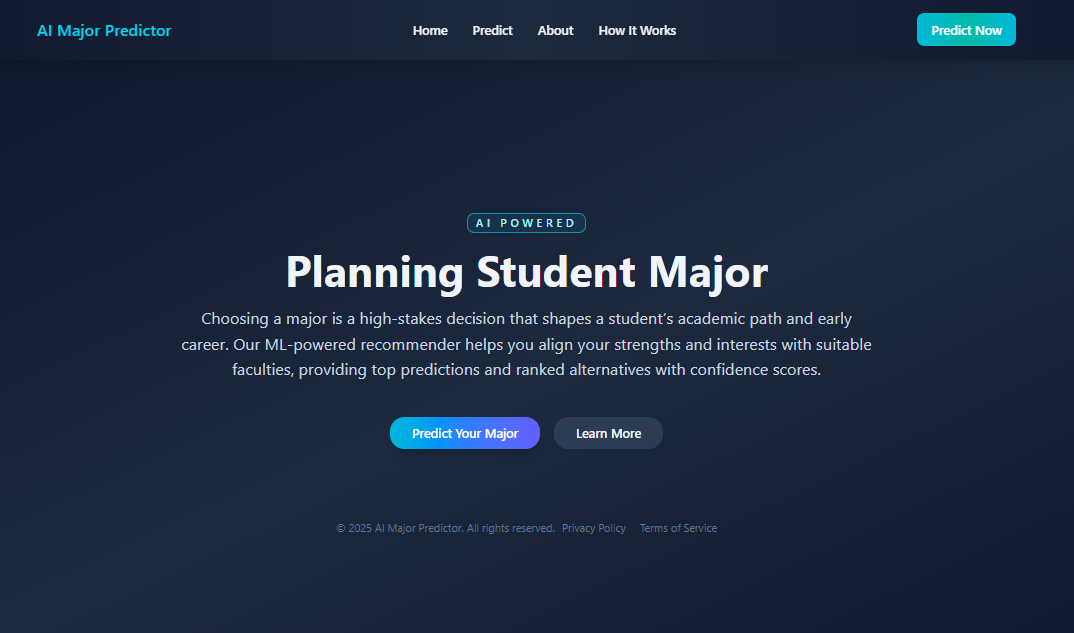 AI Major Predictor
Home
Predict
About
How It Works
Predict Now
AI POWERED
Planning Student Major
Choosing a major is a high-stakes decision that shapes a student’s academic path and early
career. Our ML-powered recommender helps you align your strengths and interests with suitable
faculties, providing top predictions and ranked alternatives with confidence scores.
Predict Your Major
Learn More
© 2025 AI Major Predictor. All rights reserved. Privacy Policy Terms of Service